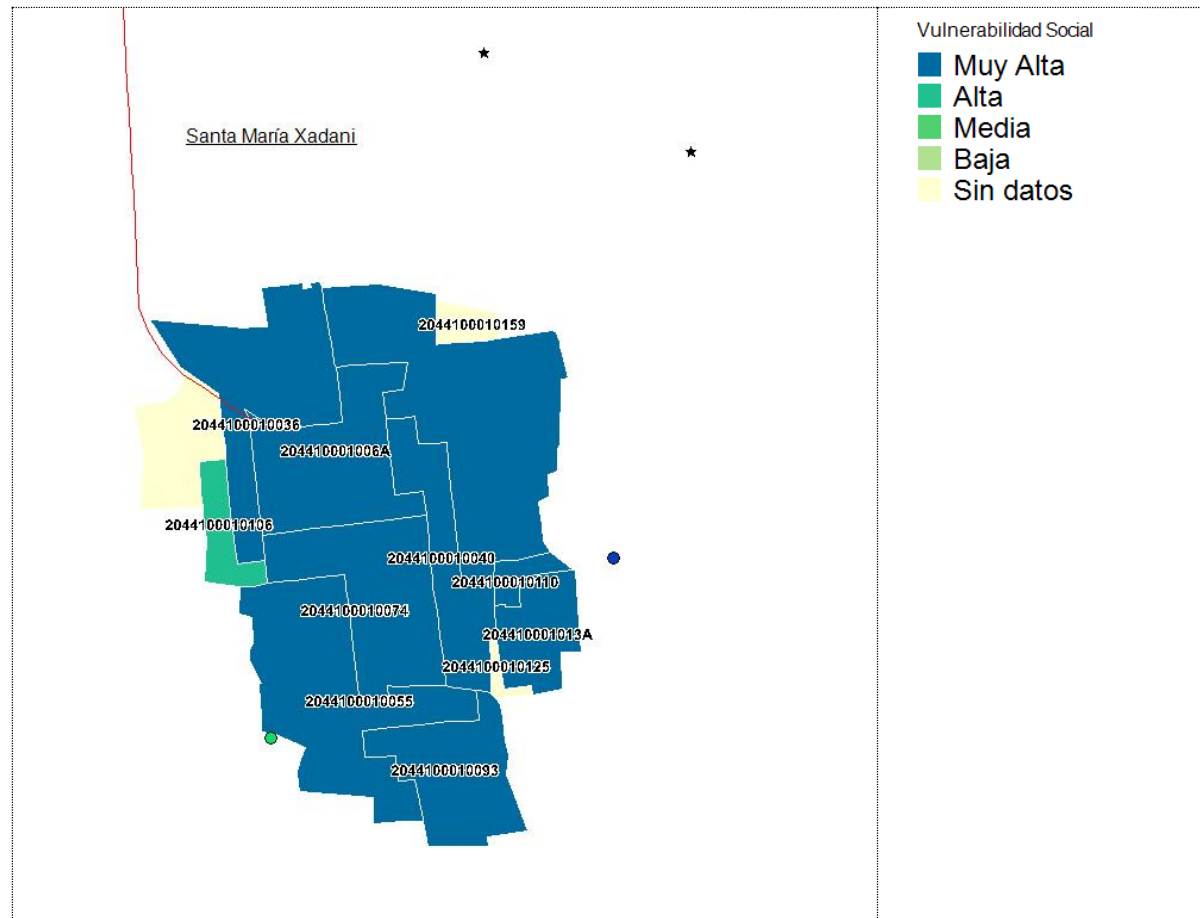 Vulnerabilidad Social
Muy Alta
Alta
Media
Baja
Sin datos
Santa María Xadani
2044100010159
2044100010036
204410001006A
2044100010106
2044100010040
2044100010110
2044100010074
204410001013A
2044100010125
2044100010055
2044100010093